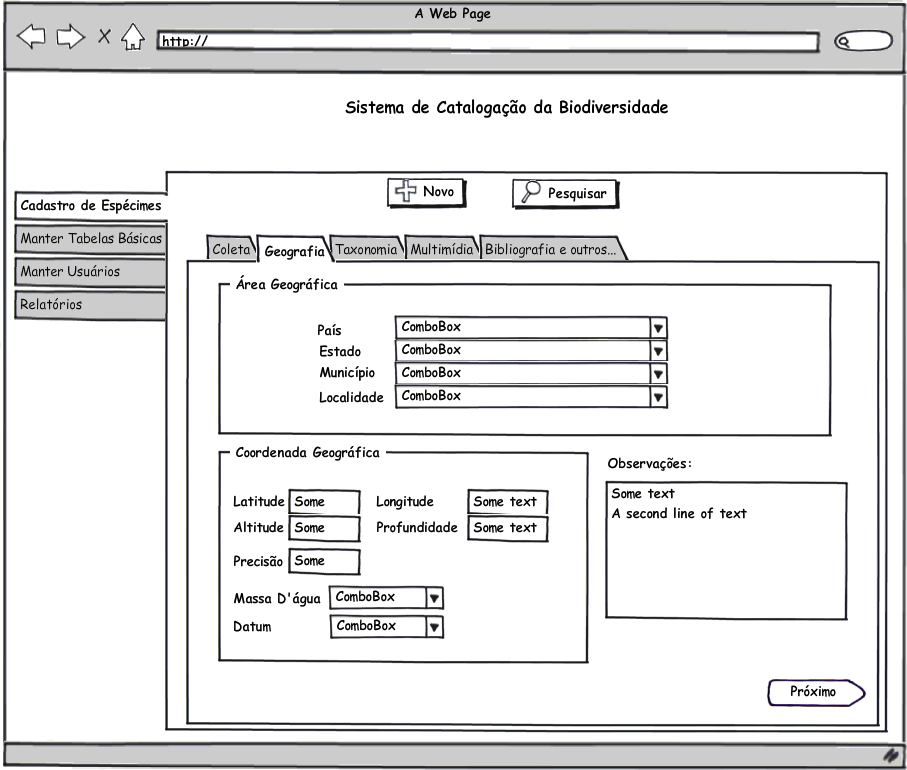 A Web Page
http://
Sistema de Catalogação da Biodiversidade
Novo
Pesquisar
Cadastro de Espécimes
Manter Tabelas Básicas
Manter Usuários
Relatórios
Coleta
Geografia
Taxonomia
Multimídia
Bibliografia e outros...
Área Geográfica
País ComboBox
Estado ComboBox
Município ComboBox
Localidade ComboBox
Coordenada Geográfica
Latitude Some Longitude Some text
Altitude Some Profundidade Some text
Precisão Some
Massa D'água ComboBox
Datum ComboBox
Observações:
Some text
A second line of text
Próximo